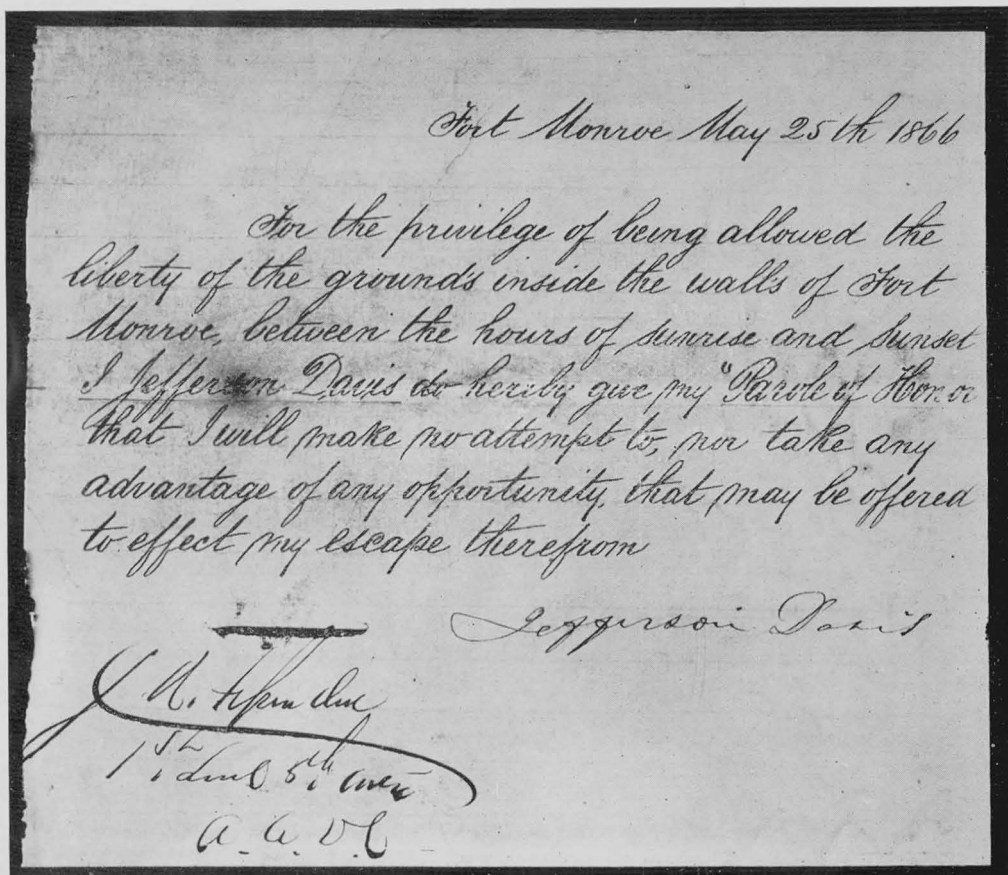 Fort Monroe May 25th 1866
For the privilege of being allowed the
liberty of the grounds inside the walls of Fort
Monroe, between the hours of sunrise and sunset
I Jefferson Davis do hereby give my "Parole of Honor
that I will make no attempt to, nor take any
advantage of any opportunity, that may be offered
to effect my escape therefrom
Jefferson Davis
1st 5th
A. A. D. C